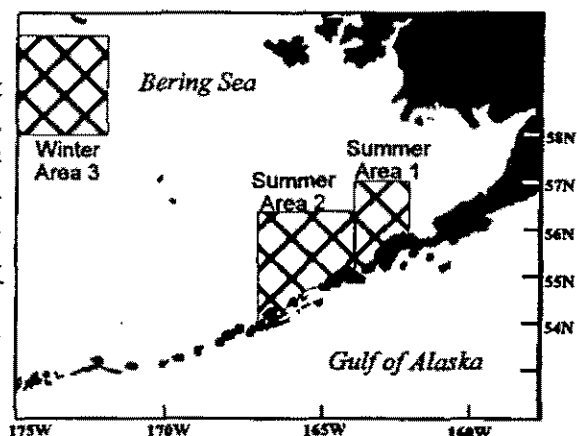 Bering Sea
Winter
Area 3
Summer
Area 1
Summer
Area 2
58N
57N
56N
55N
54N
Gulf of Alaska
175W
170W
165W
160W